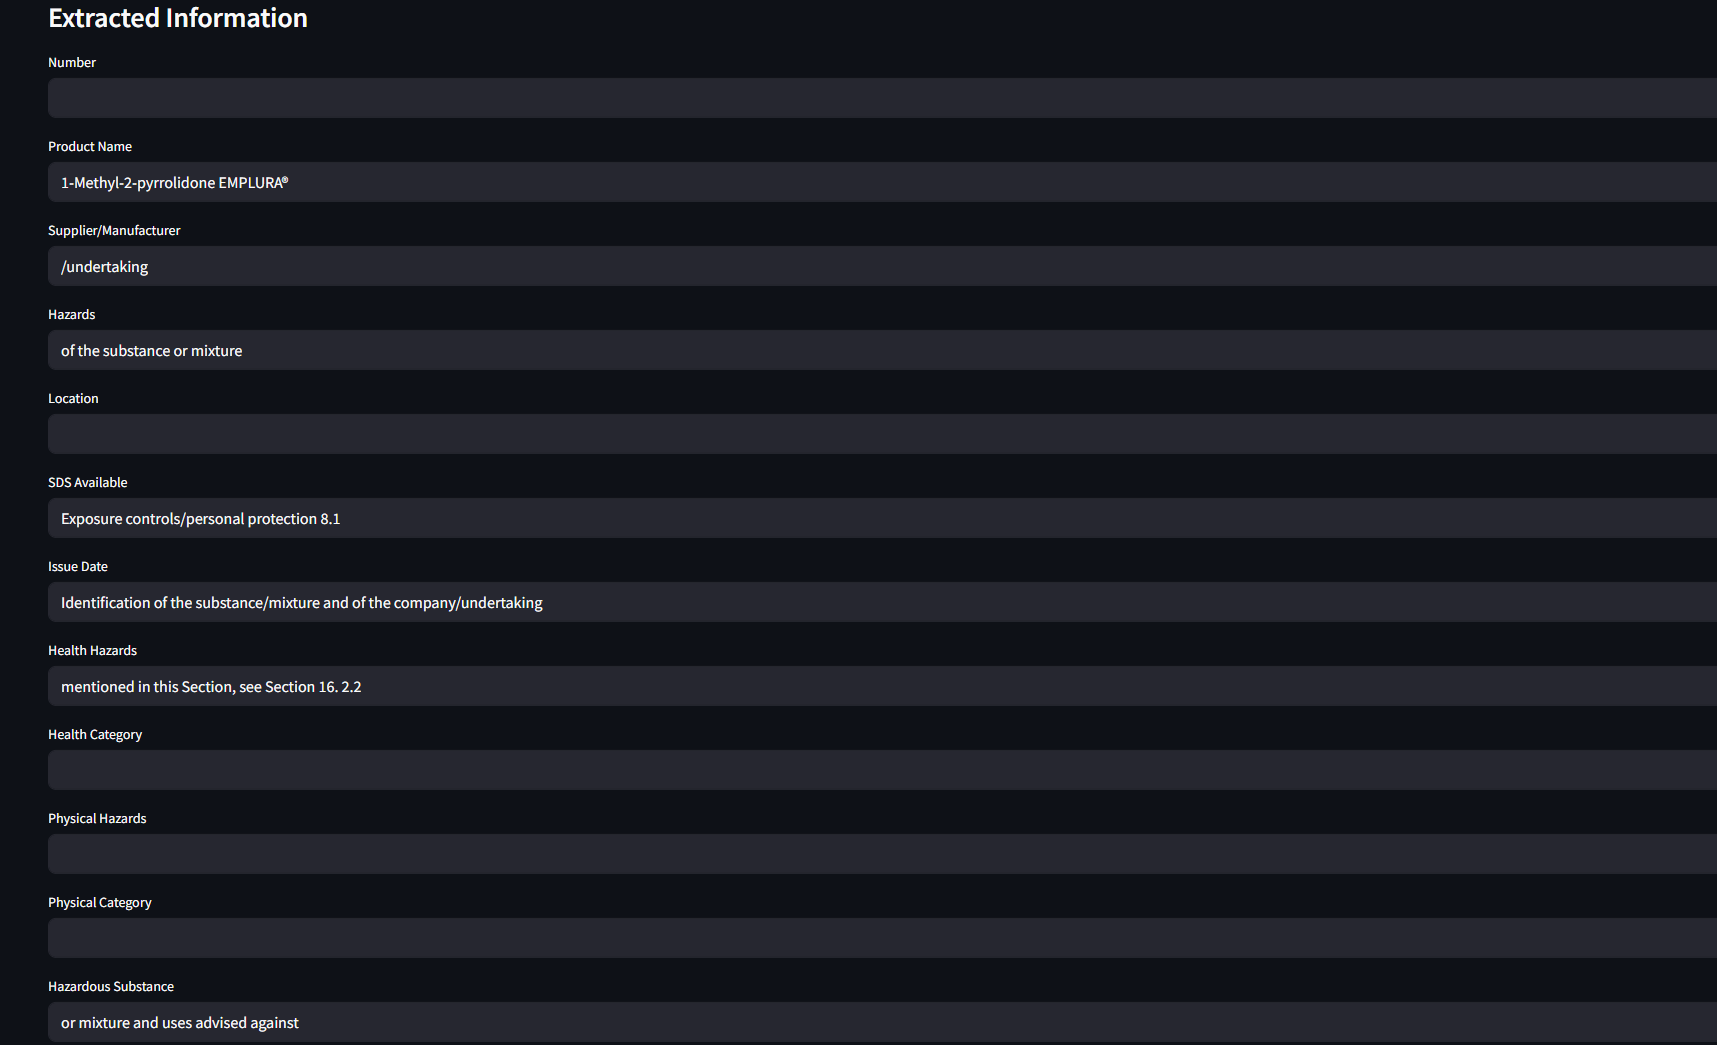 Extracted Information
Number
Product Name
1-Methyl-2-pyrrolidone EMPLURA®
Supplier/Manufacturer
/undertaking
Hazards
of the substance or mixture
Location
SDS Available
Exposure controls/personal protection 8.1
Issue Date
Identification of the substance/mixture and of the company/undertaking
Health Hazards
mentioned in this Section, see Section 16. 2.2
Health Category
Physical Hazards
Physical Category
Hazardous Substance
or mixture and uses advised against